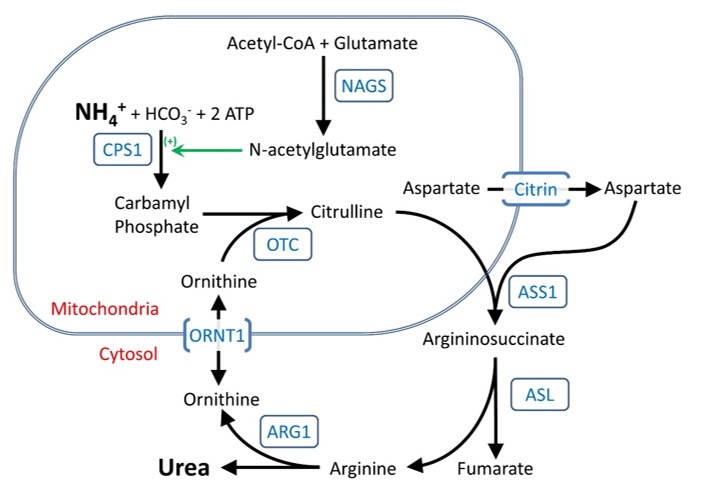 Acetyl-CoA + Glutamate
NAGS
NH₄⁺ + HCO₃⁻ + 2 ATP
CPS1
(+)
N-acetylglutamate
Aspartate
Citrin
Aspartate
Carbamyl
Phosphate
Citrulline
OTC
Ornithine
ASS1
Mitochondria
ORNT1
Cytosol
Argininosuccinate
Ornithine
ASL
ARG1
Urea
Arginine
Fumarate